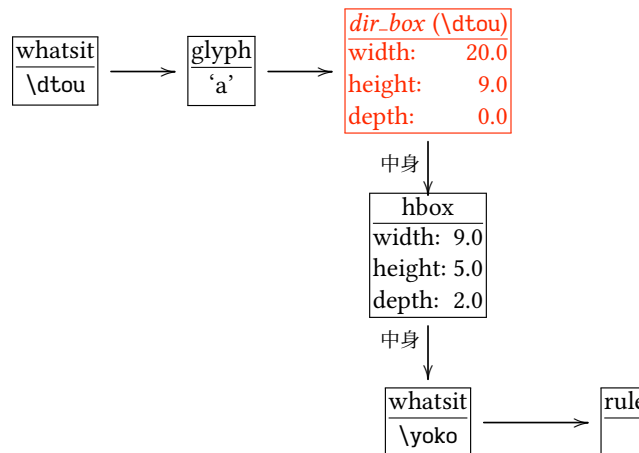 whatsit
\dtou
glyph
‘a’
dir_box (\dtou)
width: 20.0
height: 9.0
depth: 0.0
中身
hbox
width: 9.0
height: 5.0
depth: 2.0
中身
whatsit
\yoko
rule